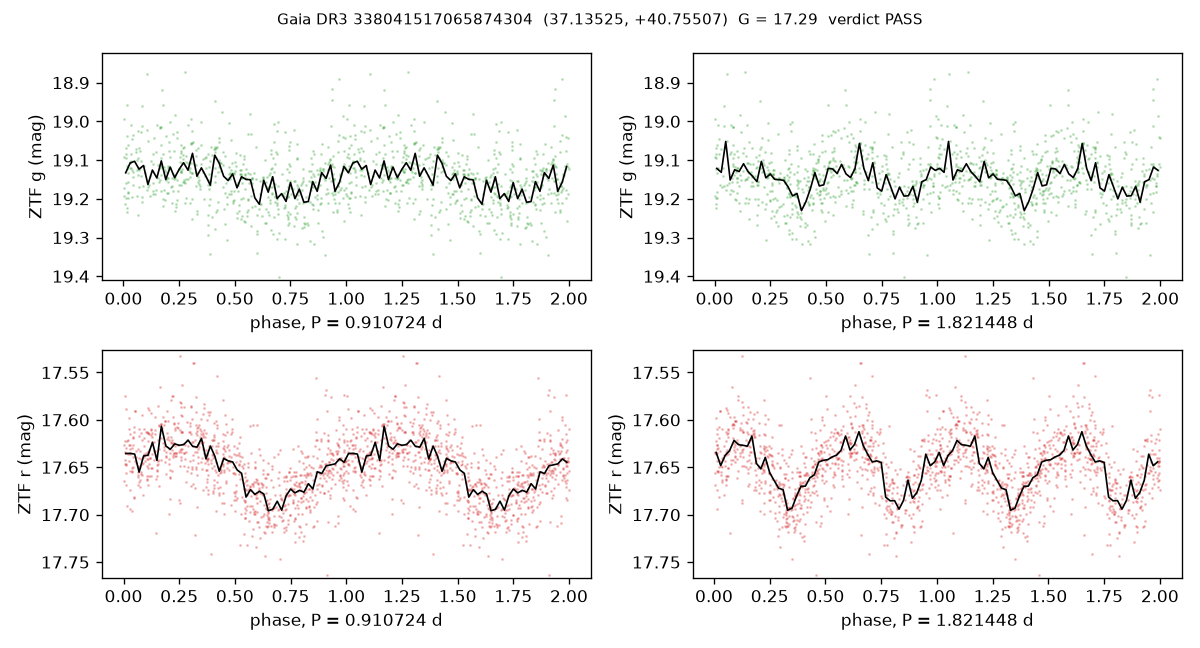 Gaia DR3 338041517065874304 (37.13525, +40.75507) G = 17.29 verdict PASS
18.9
19.0
19.1
19.2
19.3
19.4
ZTF g (mag)
0.00 0.25 0.50 0.75 1.00 1.25 1.50 1.75 2.00
phase, P = 0.910724 d
18.9
19.0
19.1
19.2
19.3
19.4
ZTF g (mag)
0.00 0.25 0.50 0.75 1.00 1.25 1.50 1.75 2.00
phase, P = 1.821448 d
17.55
17.60
17.65
17.70
17.75
ZTF r (mag)
0.00 0.25 0.50 0.75 1.00 1.25 1.50 1.75 2.00
phase, P = 0.910724 d
17.55
17.60
17.65
17.70
17.75
ZTF r (mag)
0.00 0.25 0.50 0.75 1.00 1.25 1.50 1.75 2.00
phase, P = 1.821448 d